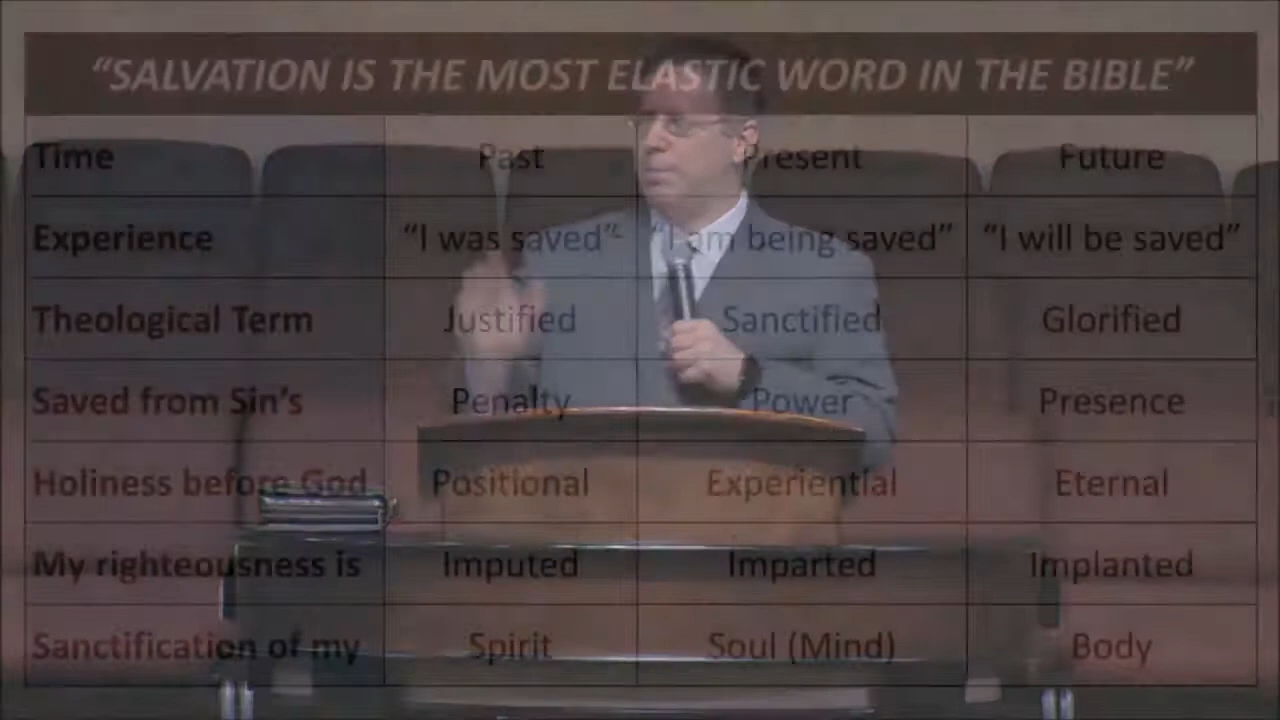 “SALVATION IS THE MOST ELASTIC WORD IN THE BIBLE”
Time Past Present Future
Experience “I was saved” “I am being saved” “I will be saved”
Theological Term Justified Sanctified Glorified
Saved from Sin’s Penalty Power Presence
Holiness before God Positional Experiential Eternal
My righteousness is Imputed Imparted Implanted
Sanctification of my Spirit Soul (Mind) Body